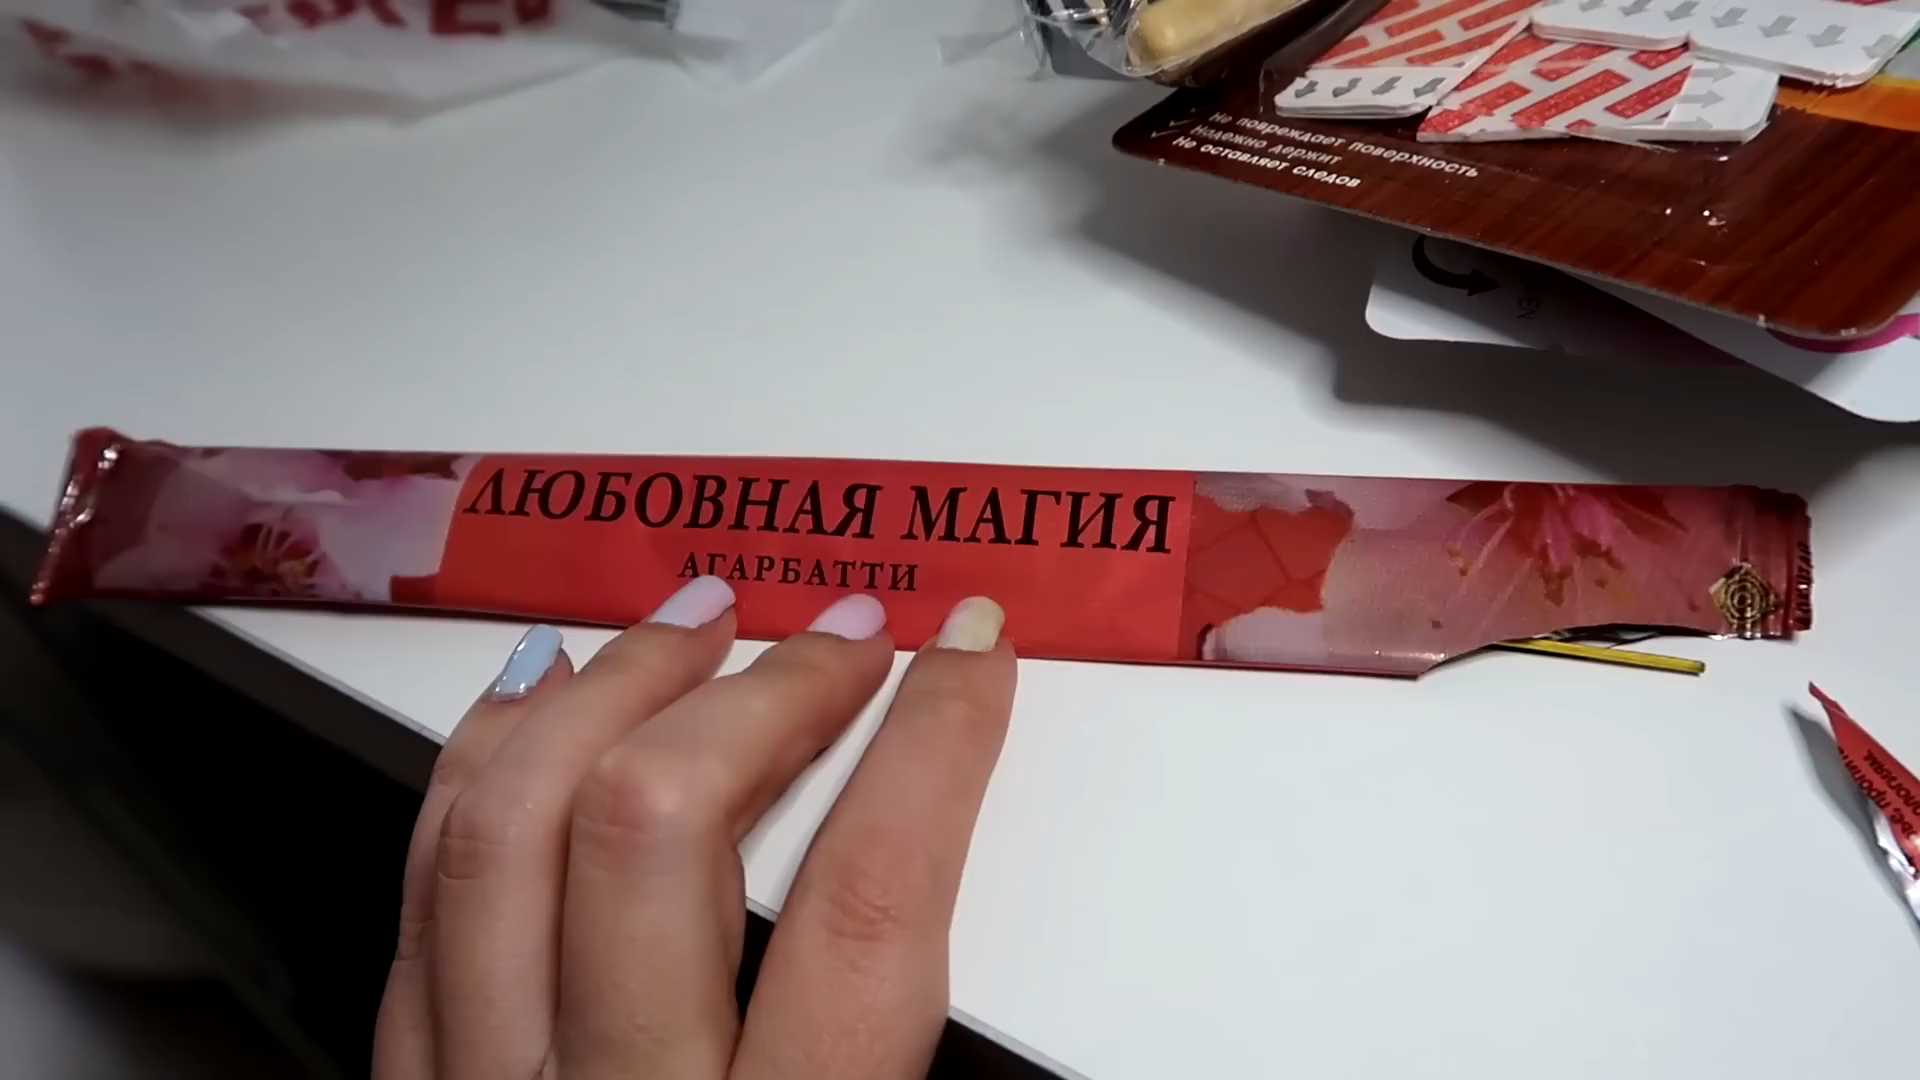 Не повреждает поверхность
Надежно держит
Не оставляет следов
ЛЮБОВНАЯ МАГИЯ
АГАРБАТТИ